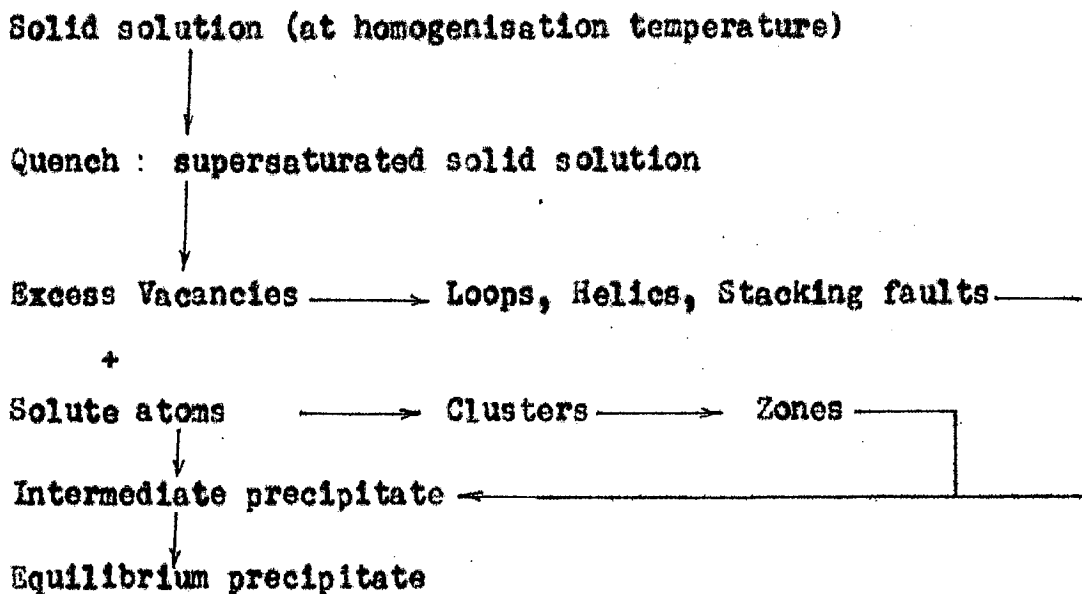 Solid solution (at homogenisation temperature)
Quench : supersaturated solid solution
Excess Vacancies Loops, Helics, Stacking faults
+
Solute atoms Clusters Zones
Intermediate precipitate
Equilibrium precipitate